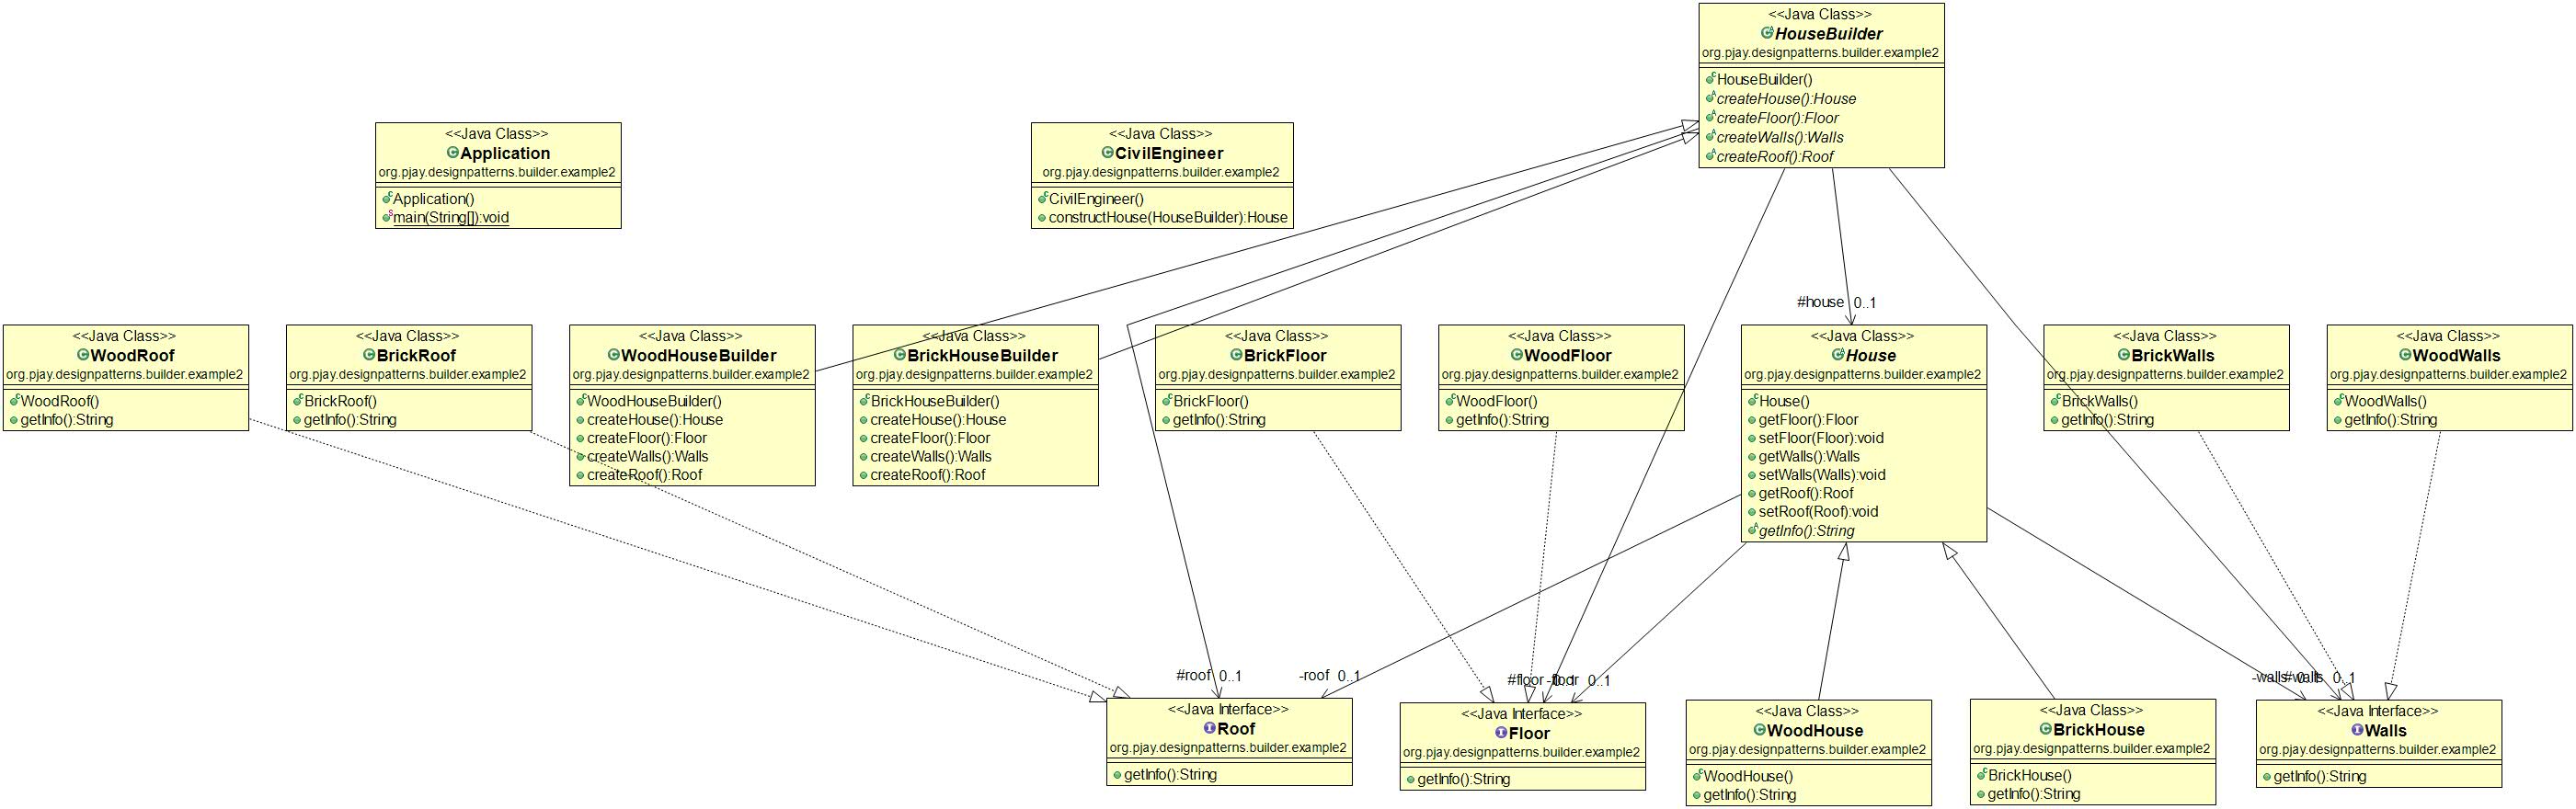 <<Java Class>>
HouseBuilder
org.pjay.designpatterns.builder.example2
HouseBuilder()
createHouse():House
createFloor():Floor
createWalls():Walls
createRoof():Roof
<<Java Class>>
Application
org.pjay.designpatterns.builder.example2
Application()
main(String[]):void
<<Java Class>>
CivilEngineer
org.pjay.designpatterns.builder.example2
CivilEngineer()
constructHouse(HouseBuilder):House
#house 0..1
<<Java Class>>
WoodRoof
org.pjay.designpatterns.builder.example2
WoodRoof()
getInfo():String
<<Java Class>>
BrickRoof
org.pjay.designpatterns.builder.example2
BrickRoof()
getInfo():String
<<Java Class>>
WoodHouseBuilder
org.pjay.designpatterns.builder.example2
WoodHouseBuilder()
createHouse():House
createFloor():Floor
createWalls():Walls
createRoof():Roof
<<Java Class>>
BrickHouseBuilder
org.pjay.designpatterns.builder.example2
BrickHouseBuilder()
createHouse():House
createFloor():Floor
createWalls():Walls
createRoof():Roof
<<Java Class>>
BrickFloor
org.pjay.designpatterns.builder.example2
BrickFloor()
getInfo():String
<<Java Class>>
WoodFloor
org.pjay.designpatterns.builder.example2
WoodFloor()
getInfo():String
<<Java Class>>
House
org.pjay.designpatterns.builder.example2
House()
getFloor():Floor
setFloor(Floor):void
getWalls():Walls
setWalls(Walls):void
getRoof():Roof
setRoof(Roof):void
getInfo():String
<<Java Class>>
BrickWalls
org.pjay.designpatterns.builder.example2
BrickWalls()
getInfo():String
<<Java Class>>
WoodWalls
org.pjay.designpatterns.builder.example2
WoodWalls()
getInfo():String
#roof 0..1
-roof 0..1
#floor 0..1
-floor 0..1
-walls 0..1
#walls 0..1
<<Java Interface>>
Roof
org.pjay.designpatterns.builder.example2
getInfo():String
<<Java Interface>>
Floor
org.pjay.designpatterns.builder.example2
getInfo():String
<<Java Class>>
WoodHouse
org.pjay.designpatterns.builder.example2
WoodHouse()
getInfo():String
<<Java Class>>
BrickHouse
org.pjay.designpatterns.builder.example2
BrickHouse()
getInfo():String
<<Java Interface>>
Walls
org.pjay.designpatterns.builder.example2
getInfo():String